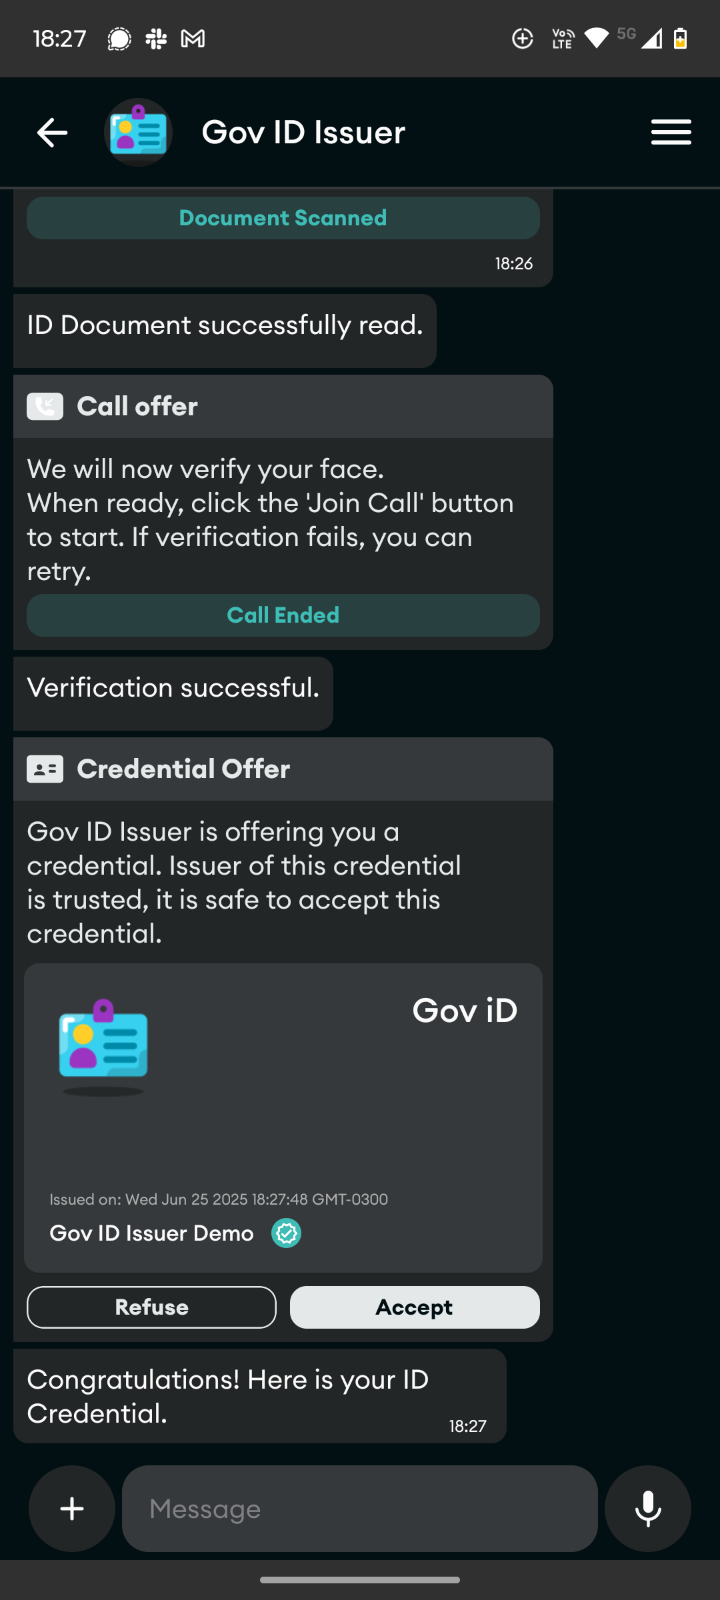 18:27
Vo))
LTE
5G
Gov ID Issuer
Document Scanned
18:26
ID Document successfully read.
Call offer
We will now verify your face.
When ready, click the 'Join Call' button
to start. If verification fails, you can
retry.
Call Ended
Verification successful.
Credential Offer
Gov ID Issuer is offering you a
credential. Issuer of this credential
is trusted, it is safe to accept this
credential.
Gov iD
Issued on: Wed Jun 25 2025 18:27:48 GMT-0300
Gov ID Issuer Demo
Refuse
Accept
Congratulations! Here is your ID
Credential.
18:27
Message